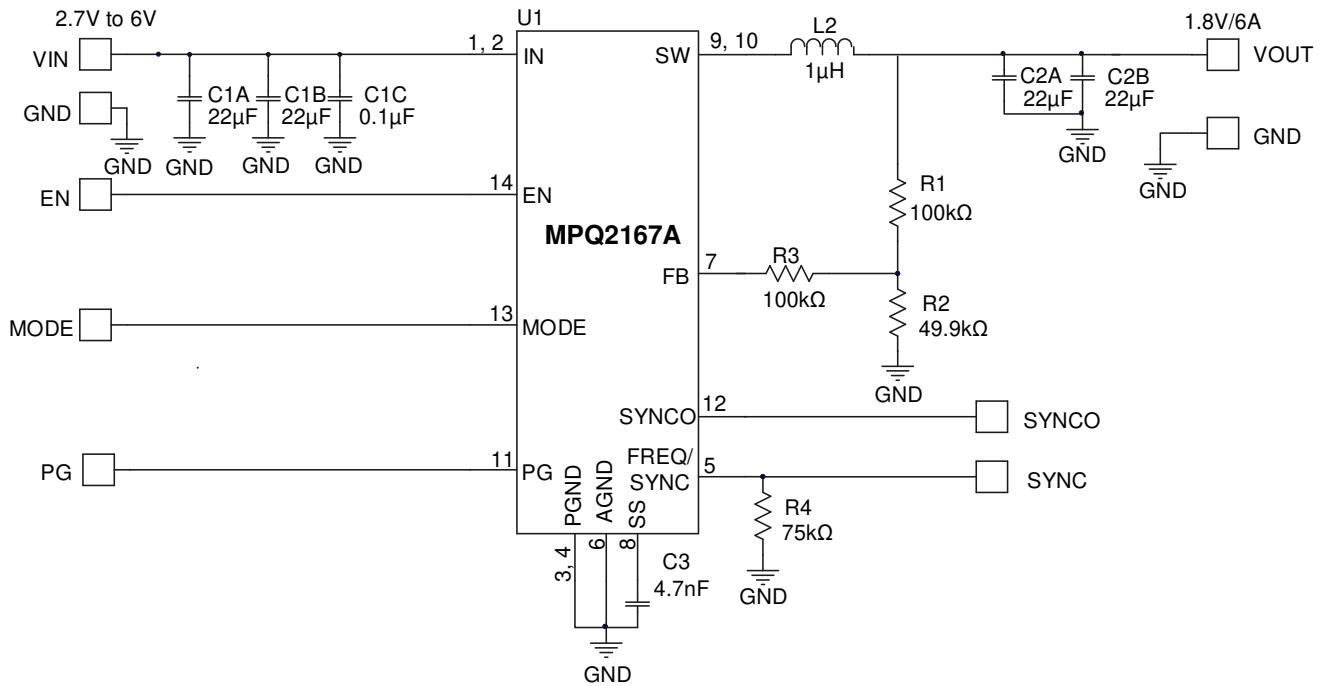 2.7V to 6V
U1
1.8V/6A
VIN
1, 2
IN
SW
9, 10
L2
1µH
VOUT
C1A
22µF
C1B
22µF
C1C
0.1µF
C2A
22µF
C2B
22µF
GND
GND
GND
GND
GND
GND
GND
GND
EN
14
EN
R1
100kΩ
MPQ2167A
FB
7
R3
100kΩ
R2
49.9kΩ
MODE
13
MODE
GND
SYNCO
12
SYNCO
PG
11
PG
FREQ/
SYNC
5
SYNC
PGND
AGND
SS
R4
75kΩ
3, 4
6
8
C3
4.7nF
GND
GND